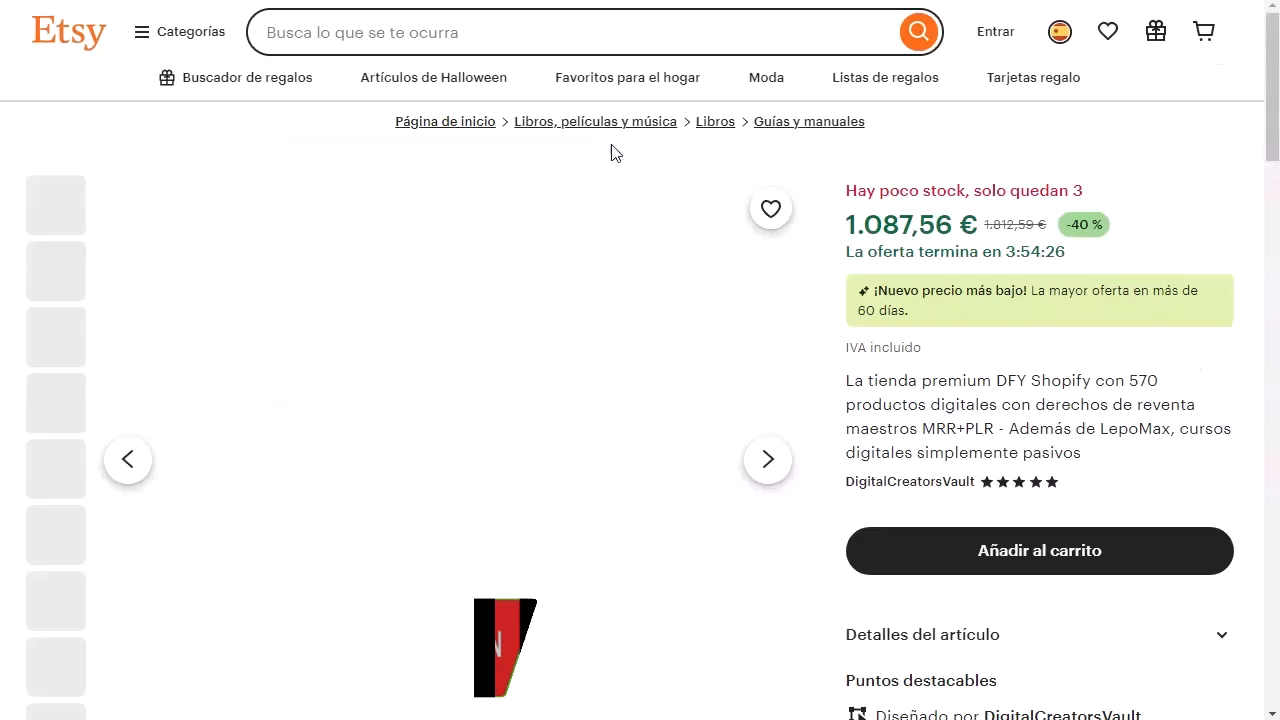 Etsy
Categorías
Busca lo que se te ocurra
Entrar
Buscador de regalos
Artículos de Halloween
Favoritos para el hogar
Moda
Listas de regalos
Tarjetas regalo
Página de inicio > Libros, películas y música > Libros > Guías y manuales
Hay poco stock, solo quedan 3
1.087,56 € 1.812,59 € -40 %
La oferta termina en 3:54:26
¡Nuevo precio más bajo! La mayor oferta en más de
60 días.
IVA incluido
La tienda premium DFY Shopify con 570
productos digitales con derechos de reventa
maestros MRR+PLR - Además de LepoMax, cursos
digitales simplemente pasivos
DigitalCreatorsVault
Añadir al carrito
Detalles del artículo
Puntos destacables
Diseñado por DigitalCreatorsVault